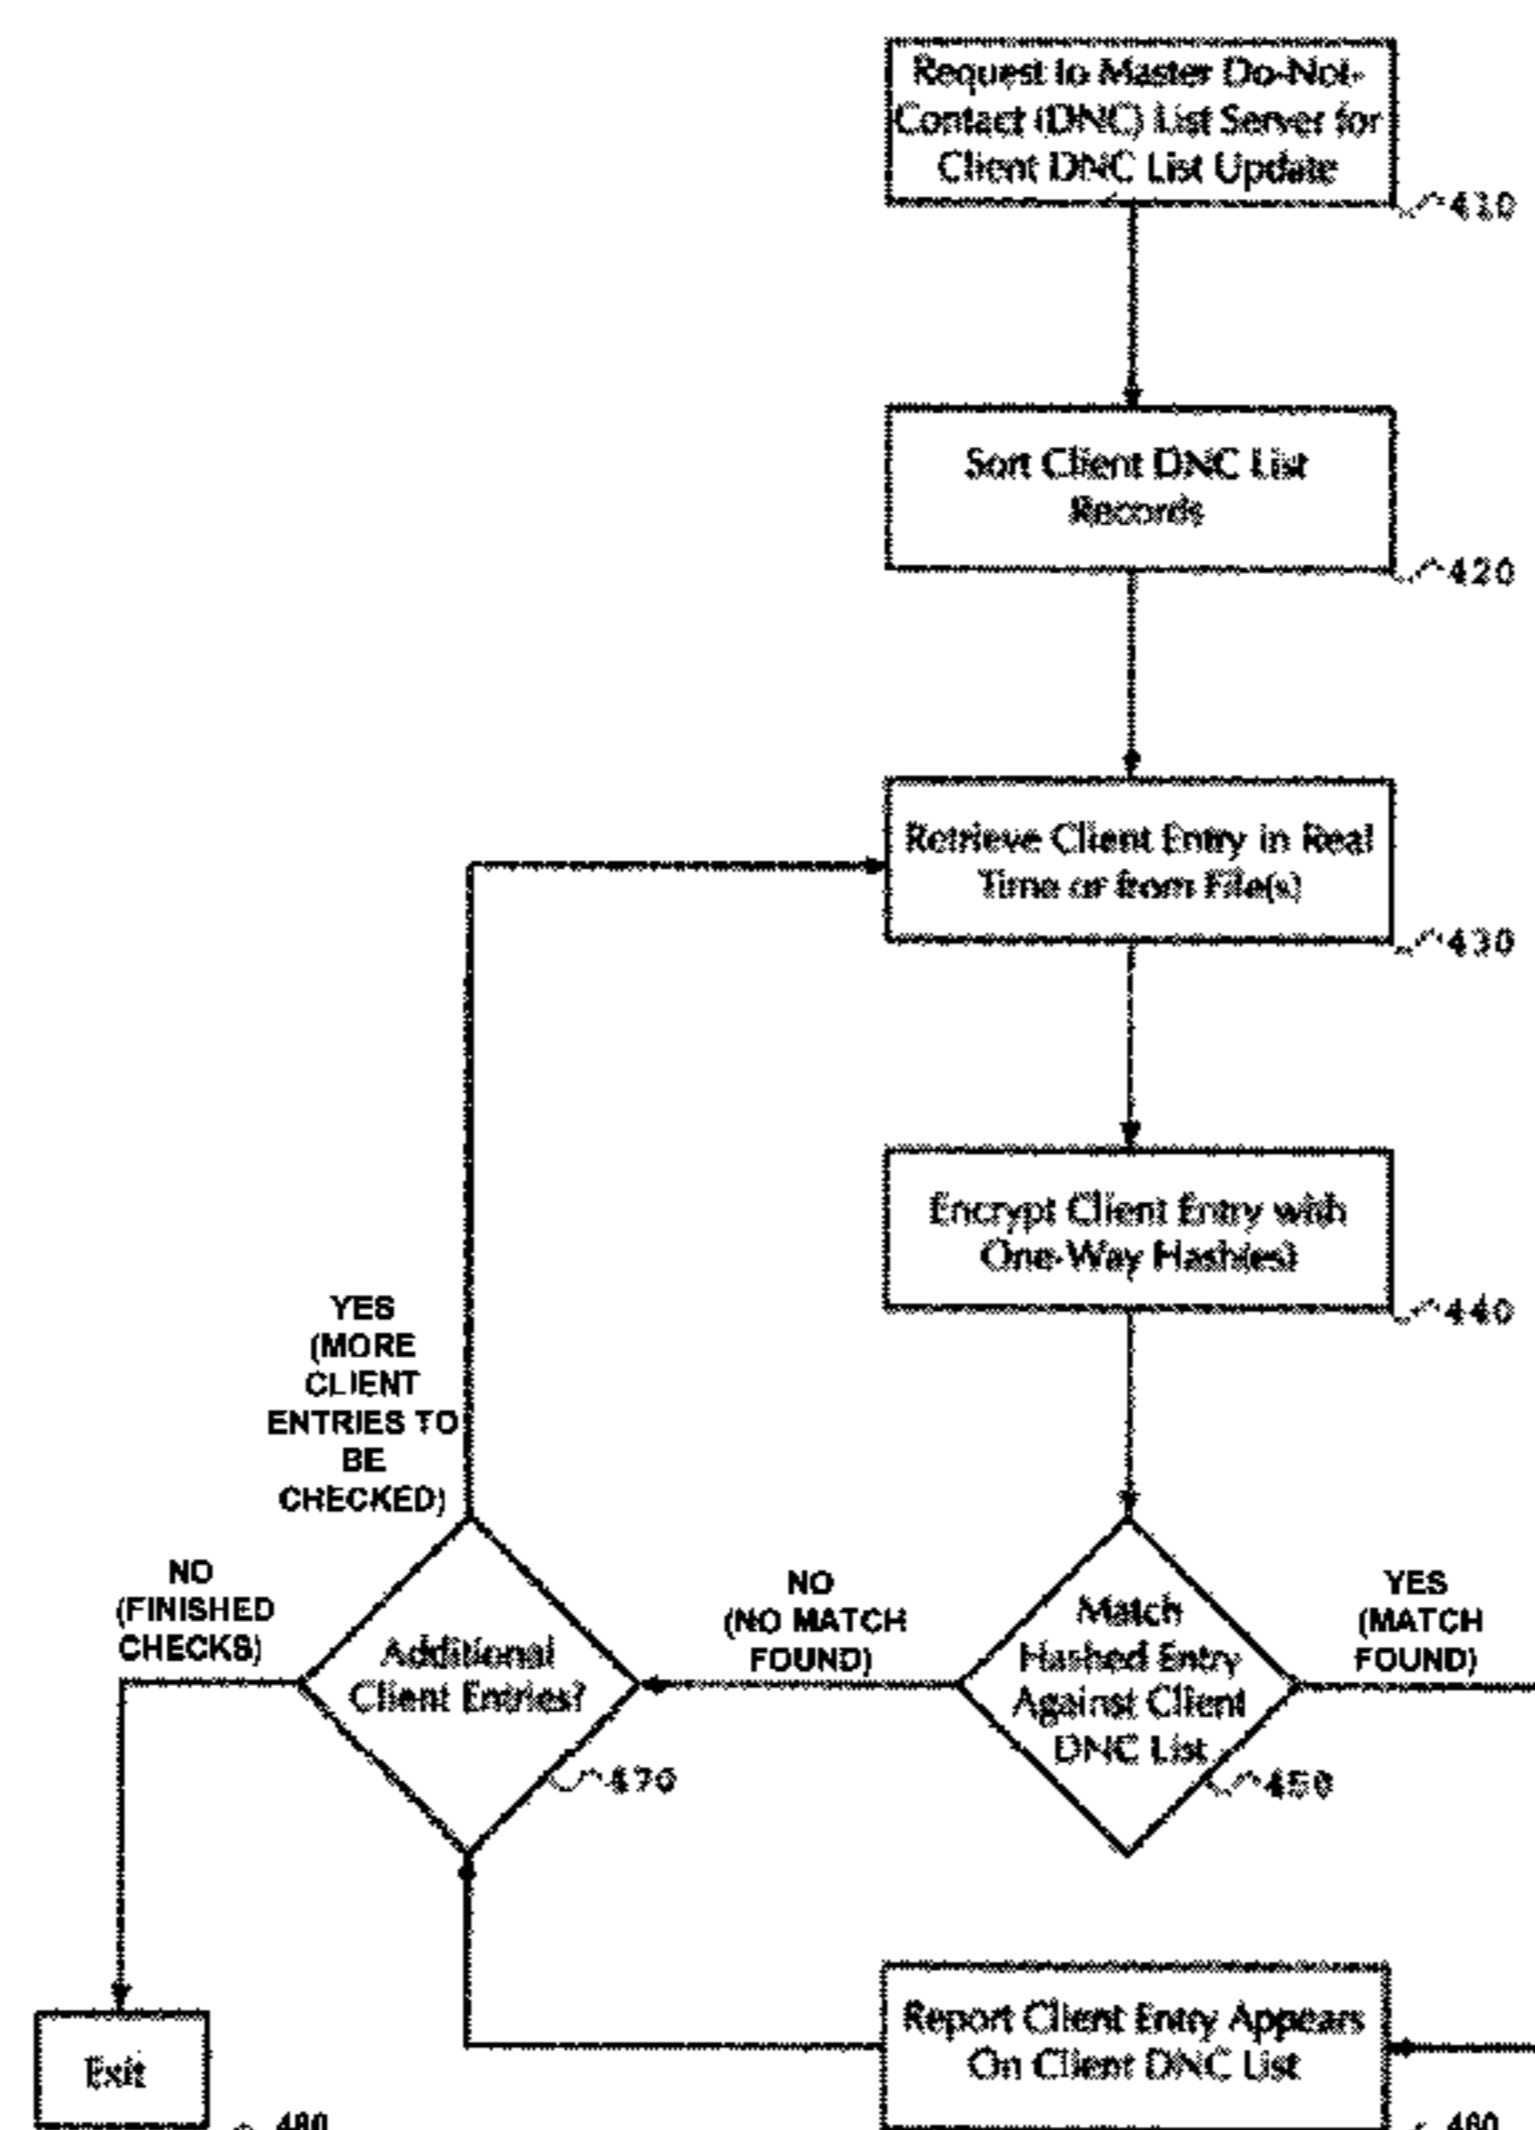 Request to Master Do-Not-
Contact (DNC) List Server for
Client DNC List Update
410
Sort Client DNC List
Records
420
Retrieve Client Entry in Real
Time or from File(s)
430
Encrypt Client Entry with
One-Way Hash(es)
440
YES
(MORE
CLIENT
ENTRIES TO
BE
CHECKED)
NO
(FINISHED
CHECKS)
Additional
Client Entries?
470
NO
(NO MATCH
FOUND)
Match
Hashed Entry
Against Client
DNC List
450
YES
(MATCH
FOUND)
Report Client Entry Appears
On Client DNC List
460
Exit
480